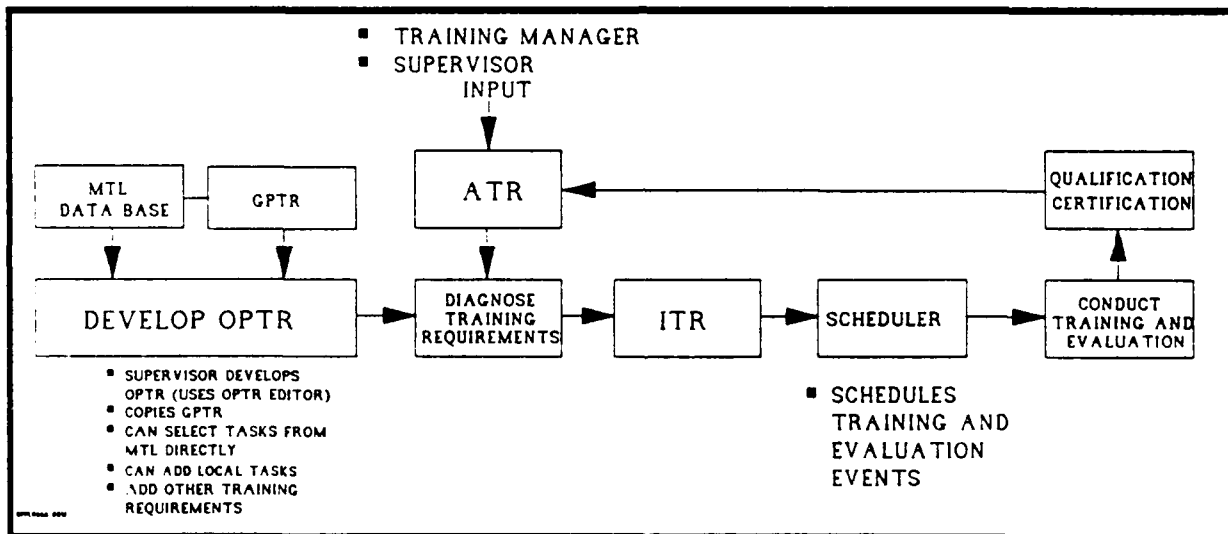 ■ TRAINING MANAGER
■ SUPERVISOR
INPUT
MTL
DATA BASE
GPTR
ATR
QUALIFICATION
CERTIFICATION
DEVELOP OPTR
DIAGNOSE
TRAINING
REQUIREMENTS
ITR
SCHEDULER
CONDUCT
TRAINING AND
EVALUATION
■ SUPERVISOR DEVELOPS
OPTR (USES OPTR EDITOR)
■ COPIES GPTR
■ CAN SELECT TASKS FROM
MTL DIRECTLY
■ CAN ADD LOCAL TASKS
■ ADD OTHER TRAINING
REQUIREMENTS
■ SCHEDULES
TRAINING AND
EVALUATION
EVENTS